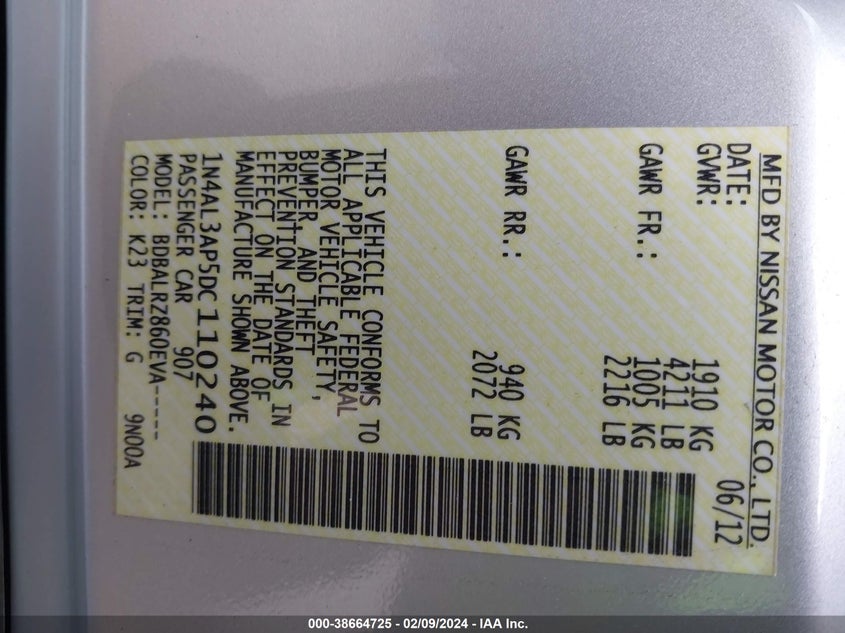 MFD BY NISSAN MOTOR CO., LTD.
DATE: 06/12
GVWR: 1910 KG
4211 LB
GAWR FR.: 1005 KG
2216 LB
GAWR RR.: 940 KG
2072 LB
THIS VEHICLE CONFORMS TO
ALL APPLICABLE FEDERAL
MOTOR VEHICLE SAFETY,
BUMPER, AND THEFT
PREVENTION STANDARDS IN
EFFECT ON THE DATE OF
MANUFACTURE SHOWN ABOVE.
1N4AL3AP5DC110240
PASSENGER CAR 907
MODEL: BDBALRZ860EVA-----
COLOR: K23 TRIM: G 9N00A
000-38664725 - 02/09/2024 - IAA Inc.